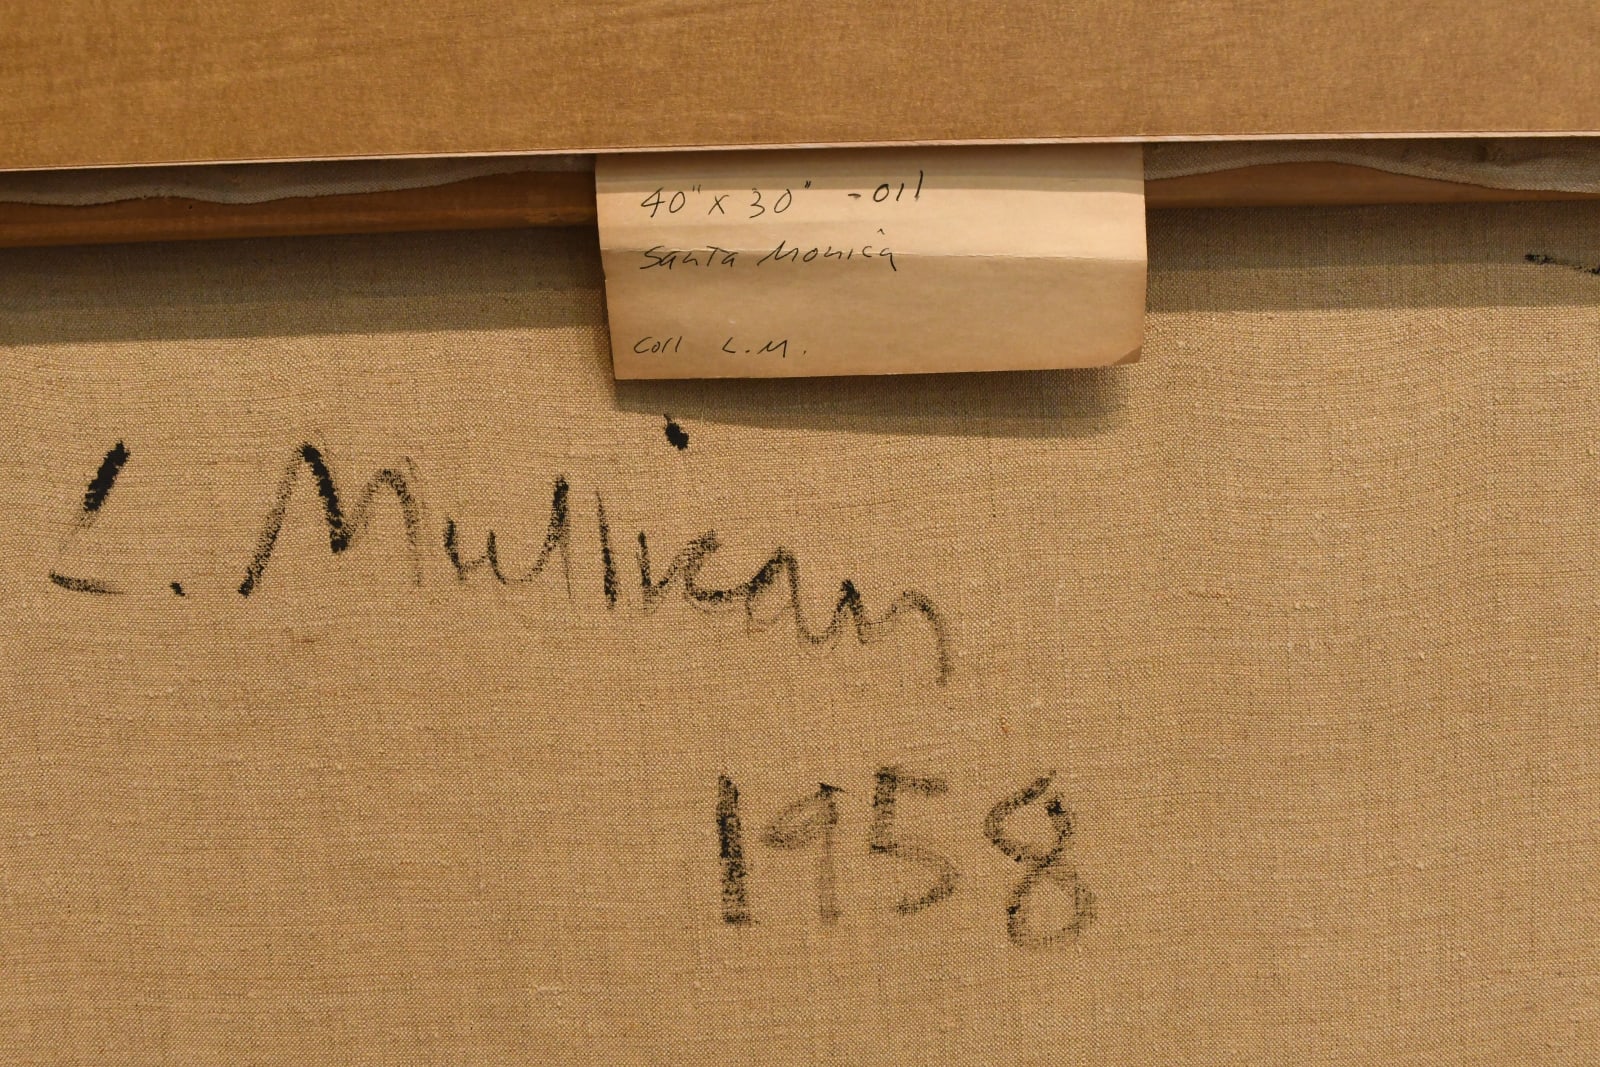 40" x 30" - oil
Santa Monica
Coll L.M.
L. Mullican
1958